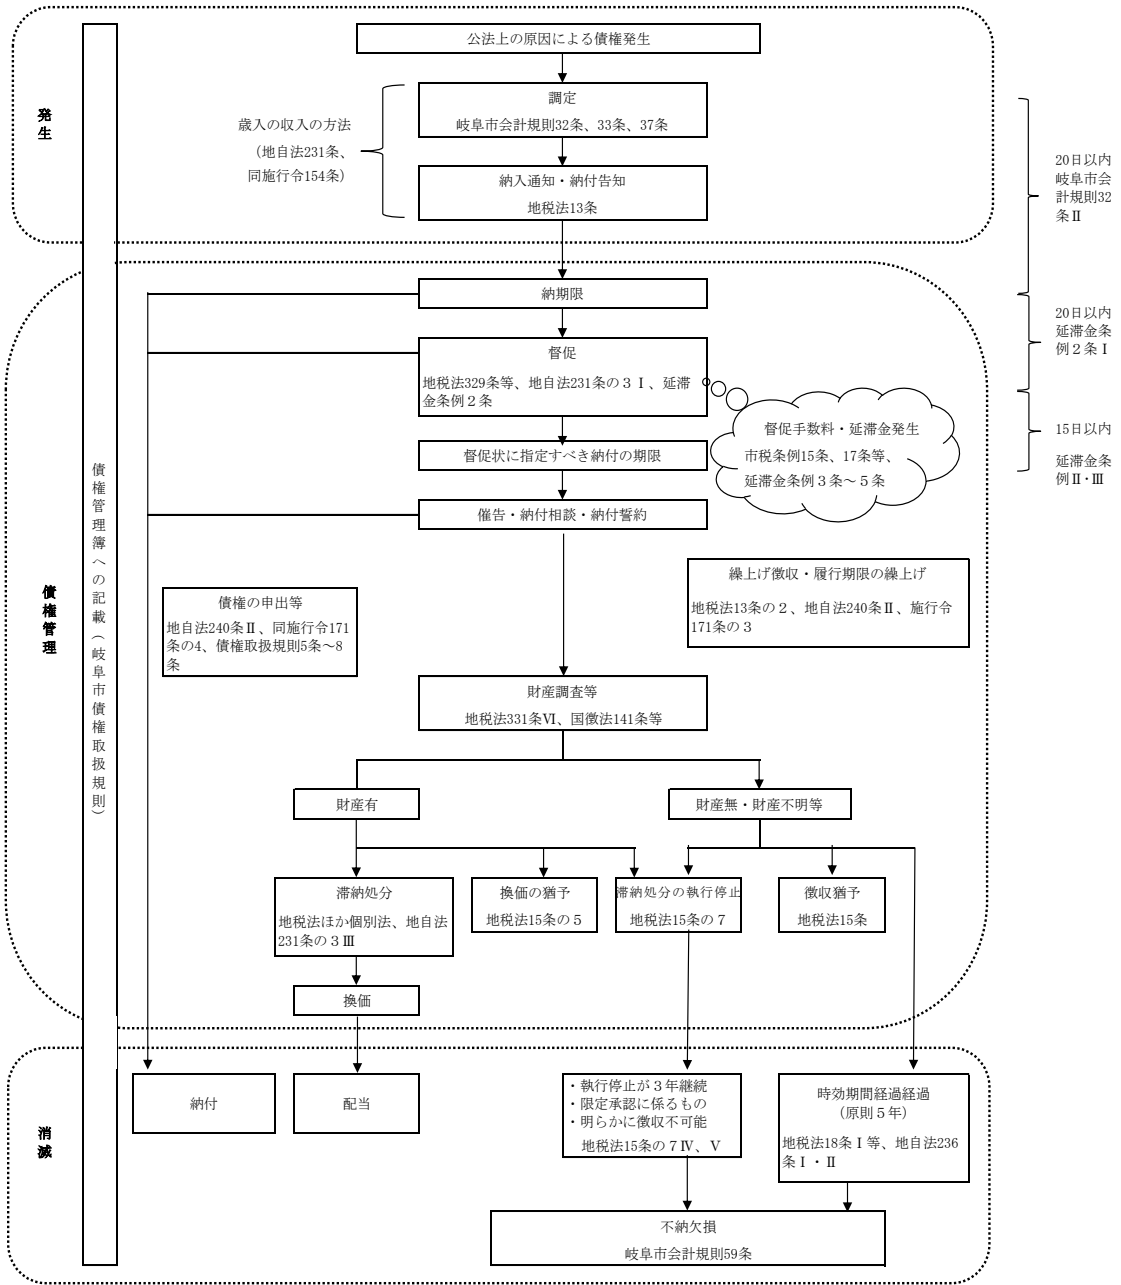 公法上の原因による債権発生
発生
調定
岐阜市会計規則32条、33条、37条
歳入の収入の方法
（地自法231条、
同施行令154条）
納入通知・納付告知
地税法13条
20日以内
岐阜市会
計規則32
条Ⅱ
債権管理簿への記載（岐阜市債権取扱規則）
債権管理
納期限
20日以内
延滞金条
例２条Ⅰ
督促
地税法329条等、地自法231条の３Ⅰ、延滞
金条例２条
督促手数料・延滞金発生
市税条例15条、17条等、
延滞金条例３条～５条
15日以内
延滞金条
例Ⅱ･Ⅲ
督促状に指定すべき納付の期限
催告・納付相談・納付誓約
繰上げ徴収・履行期限の繰上げ
地税法13条の２、地自法240条Ⅱ、施行令
171条の３
債権の申出等
地自法240条Ⅱ、同施行令171
条の4、債権取扱規則5条～8
条
財産調査等
地税法331条Ⅵ、国徴法141条等
財産有
財産無・財産不明等
滞納処分
地税法ほか個別法、地自法
231条の３Ⅲ
換価の猶予
地税法15条の５
滞納処分の執行停止
地税法15条の７
徴収猶予
地税法15条
換価
消滅
納付
配当
・執行停止が３年継続
・限定承認に係るもの
・明らかに徴収不可能
地税法15条の７Ⅳ、Ⅴ
時効期間経過経過
（原則５年）
地税法18条Ⅰ等、地自法236
条Ⅰ・Ⅱ
不納欠損
岐阜市会計規則59条